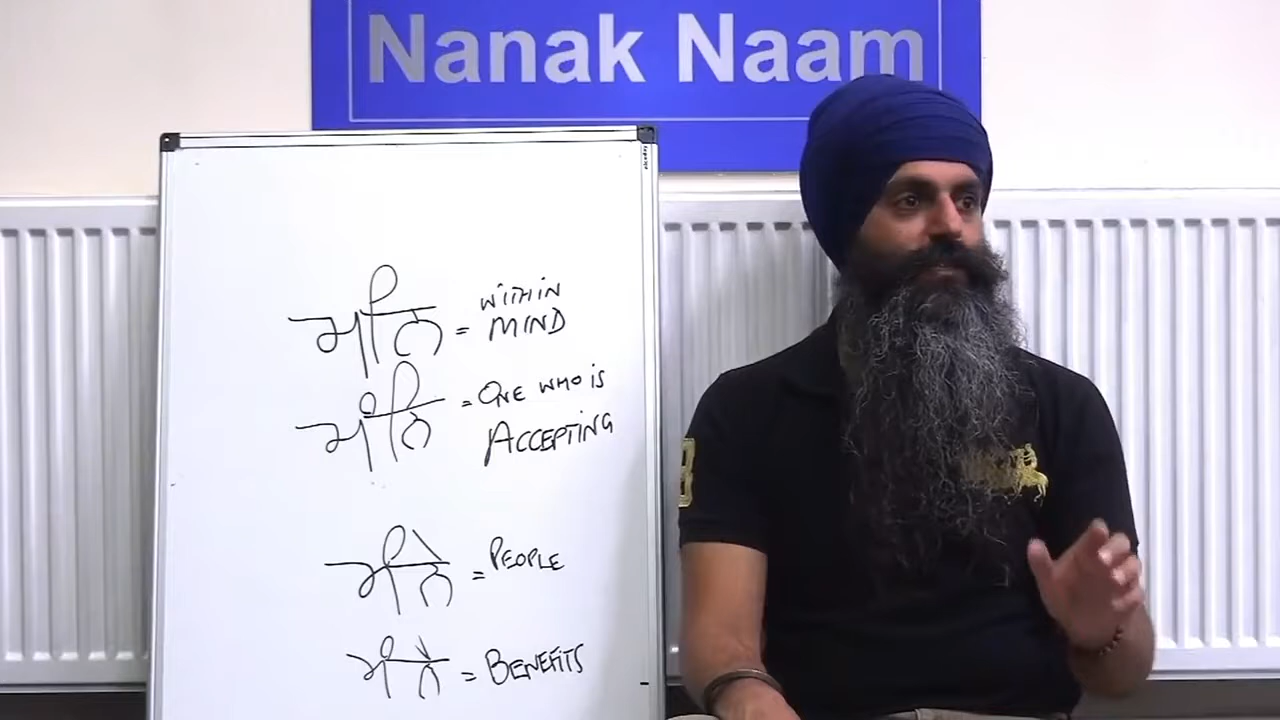 Nanak Naam
ਮਨਿ = WITHIN
MIND
ਮੰਨਿ = ONE WHO IS
ACCEPTING
ਮੰਨੇ = PEOPLE
ਮੰਨੈ = BENEFITS